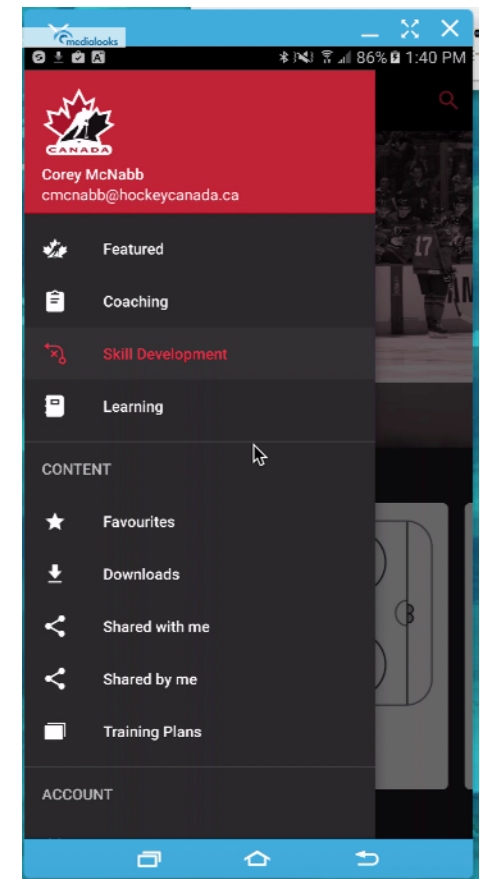 medialooks
86% 1:40 PM
CANADA
Corey McNabb
cmcnabb@hockeycanada.ca
17
Featured
Coaching
Skill Development
Learning
CONTENT
Favourites
Downloads
Shared with me
Shared by me
Training Plans
ACCOUNT